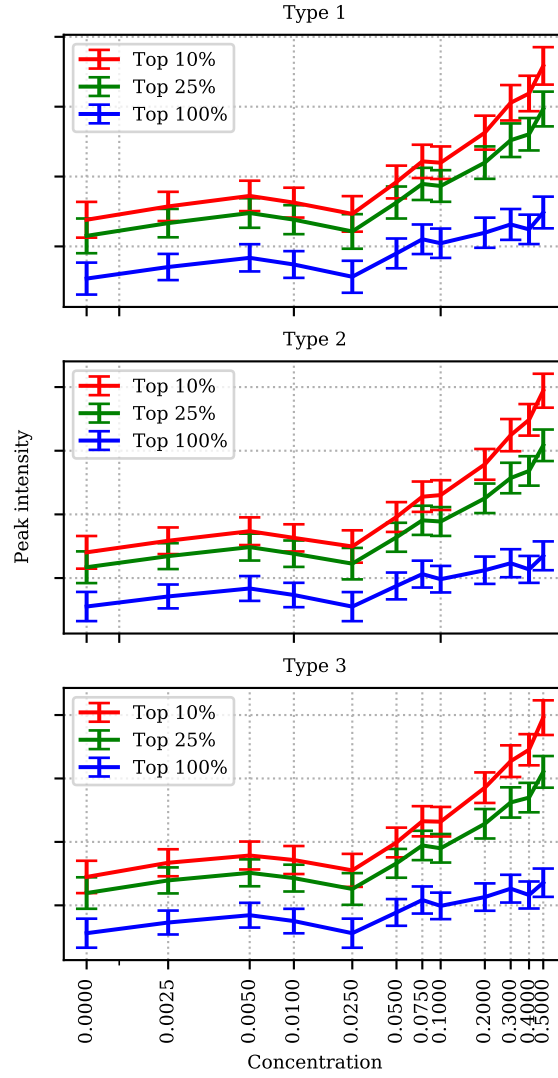 Type 1
Top 10%
Top 25%
Top 100%
Type 2
Top 10%
Top 25%
Top 100%
Peak intensity
Type 3
Top 10%
Top 25%
Top 100%
0.0000
0.0025
0.0050
0.0100
0.0250
0.0500
0.0750
0.1000
0.2000
0.3000
0.4000
0.5000
Concentration